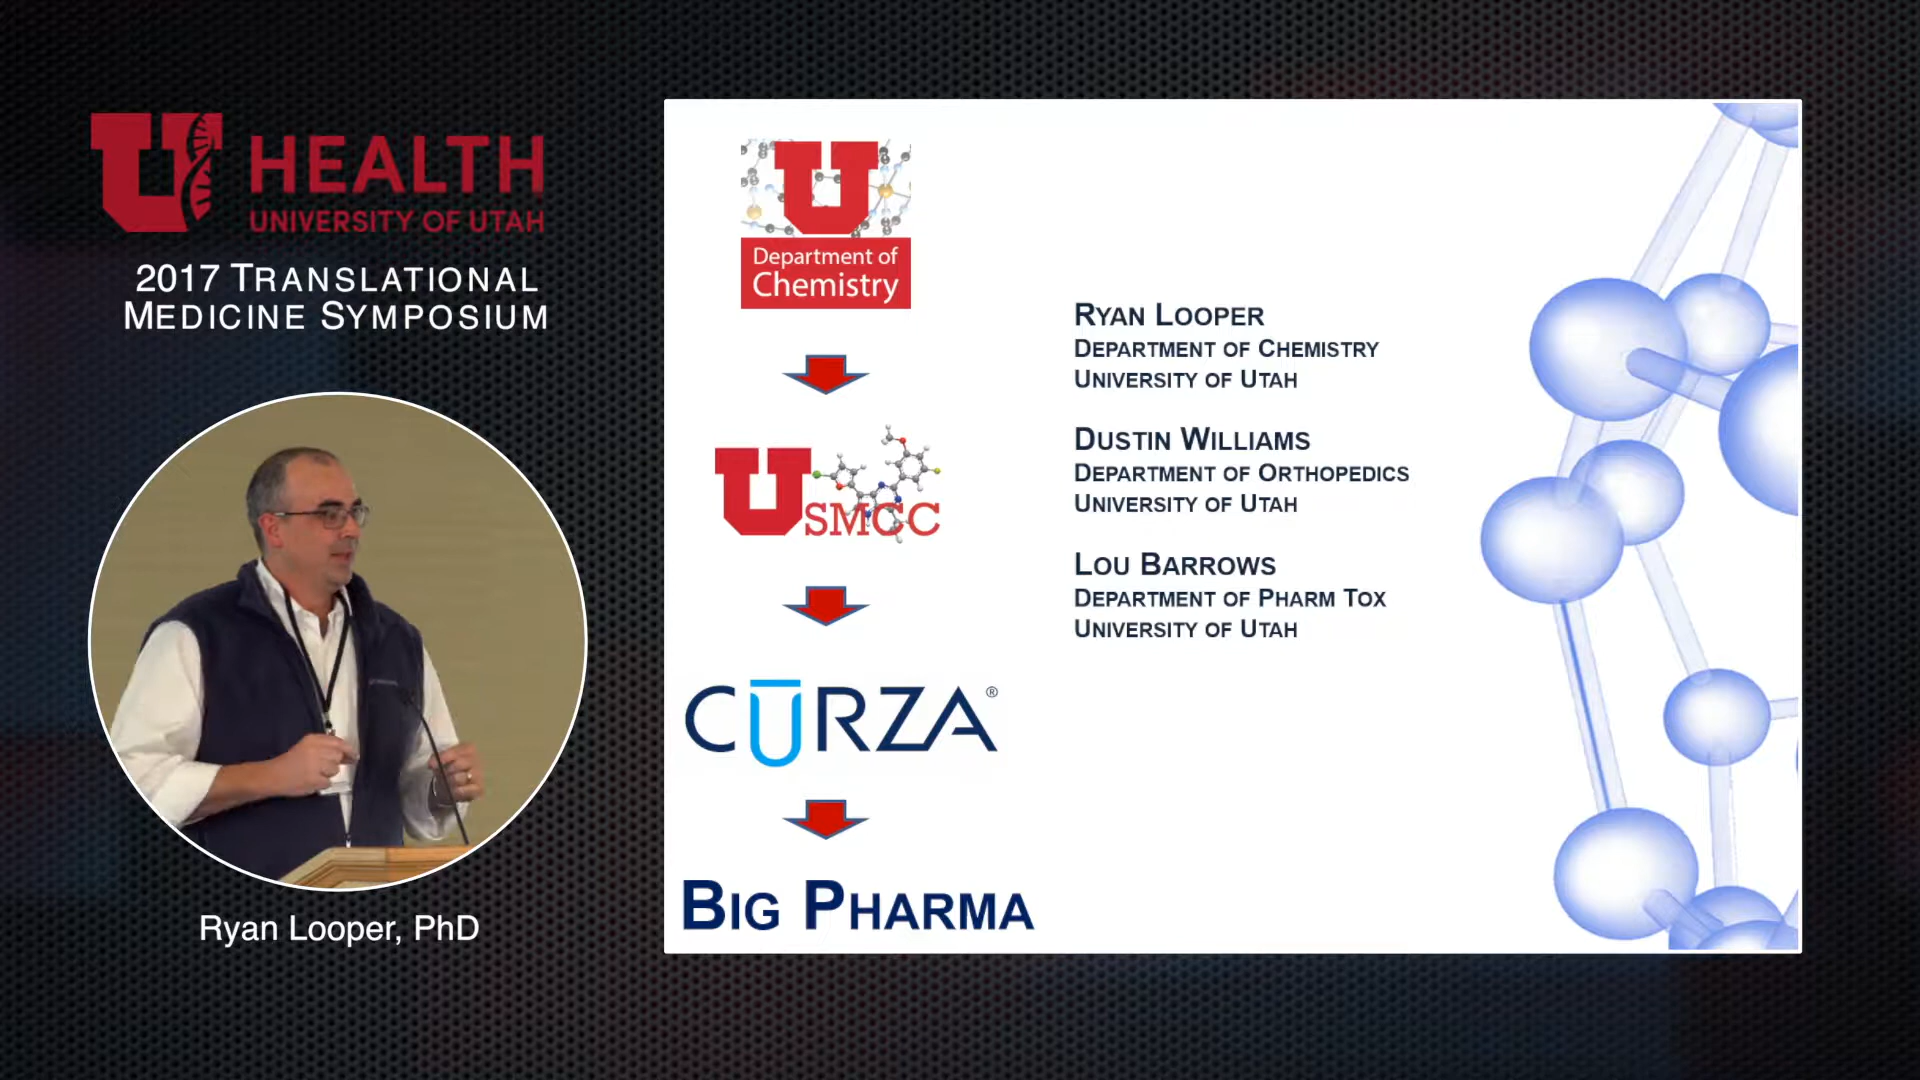 U HEALTH
UNIVERSITY OF UTAH
2017 TRANSLATIONAL
MEDICINE SYMPOSIUM
Ryan Looper, PhD
U
Department of
Chemistry
USMCC
CŪRZA®
BIG PHARMA
RYAN LOOPER
DEPARTMENT OF CHEMISTRY
UNIVERSITY OF UTAH
DUSTIN WILLIAMS
DEPARTMENT OF ORTHOPEDICS
UNIVERSITY OF UTAH
LOU BARROWS
DEPARTMENT OF PHARM TOX
UNIVERSITY OF UTAH